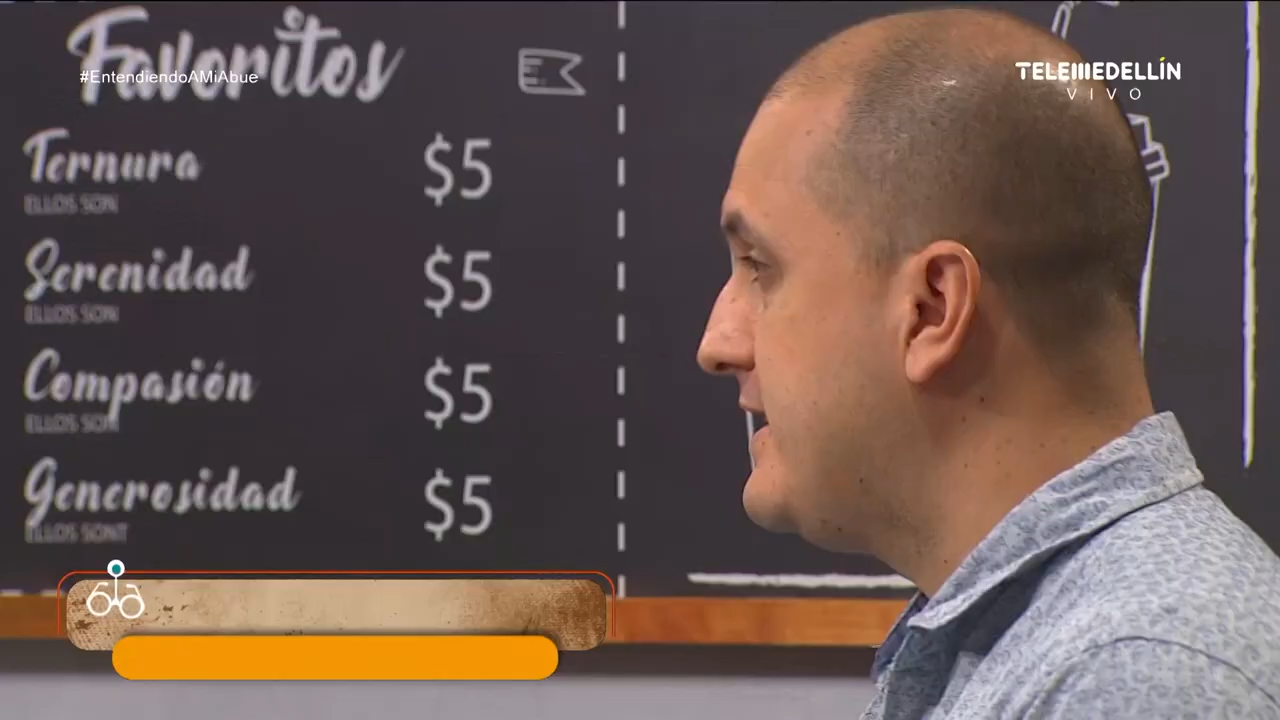 Favoritos
#EntendiendoAMiAbue
TELEMEDELLÍN
VIVO
Ternura $5
ELLOS SON
Serenidad $5
ELLOS SON
Compasión $5
ELLOS SON
Generosidad $5
ELLOS SONT